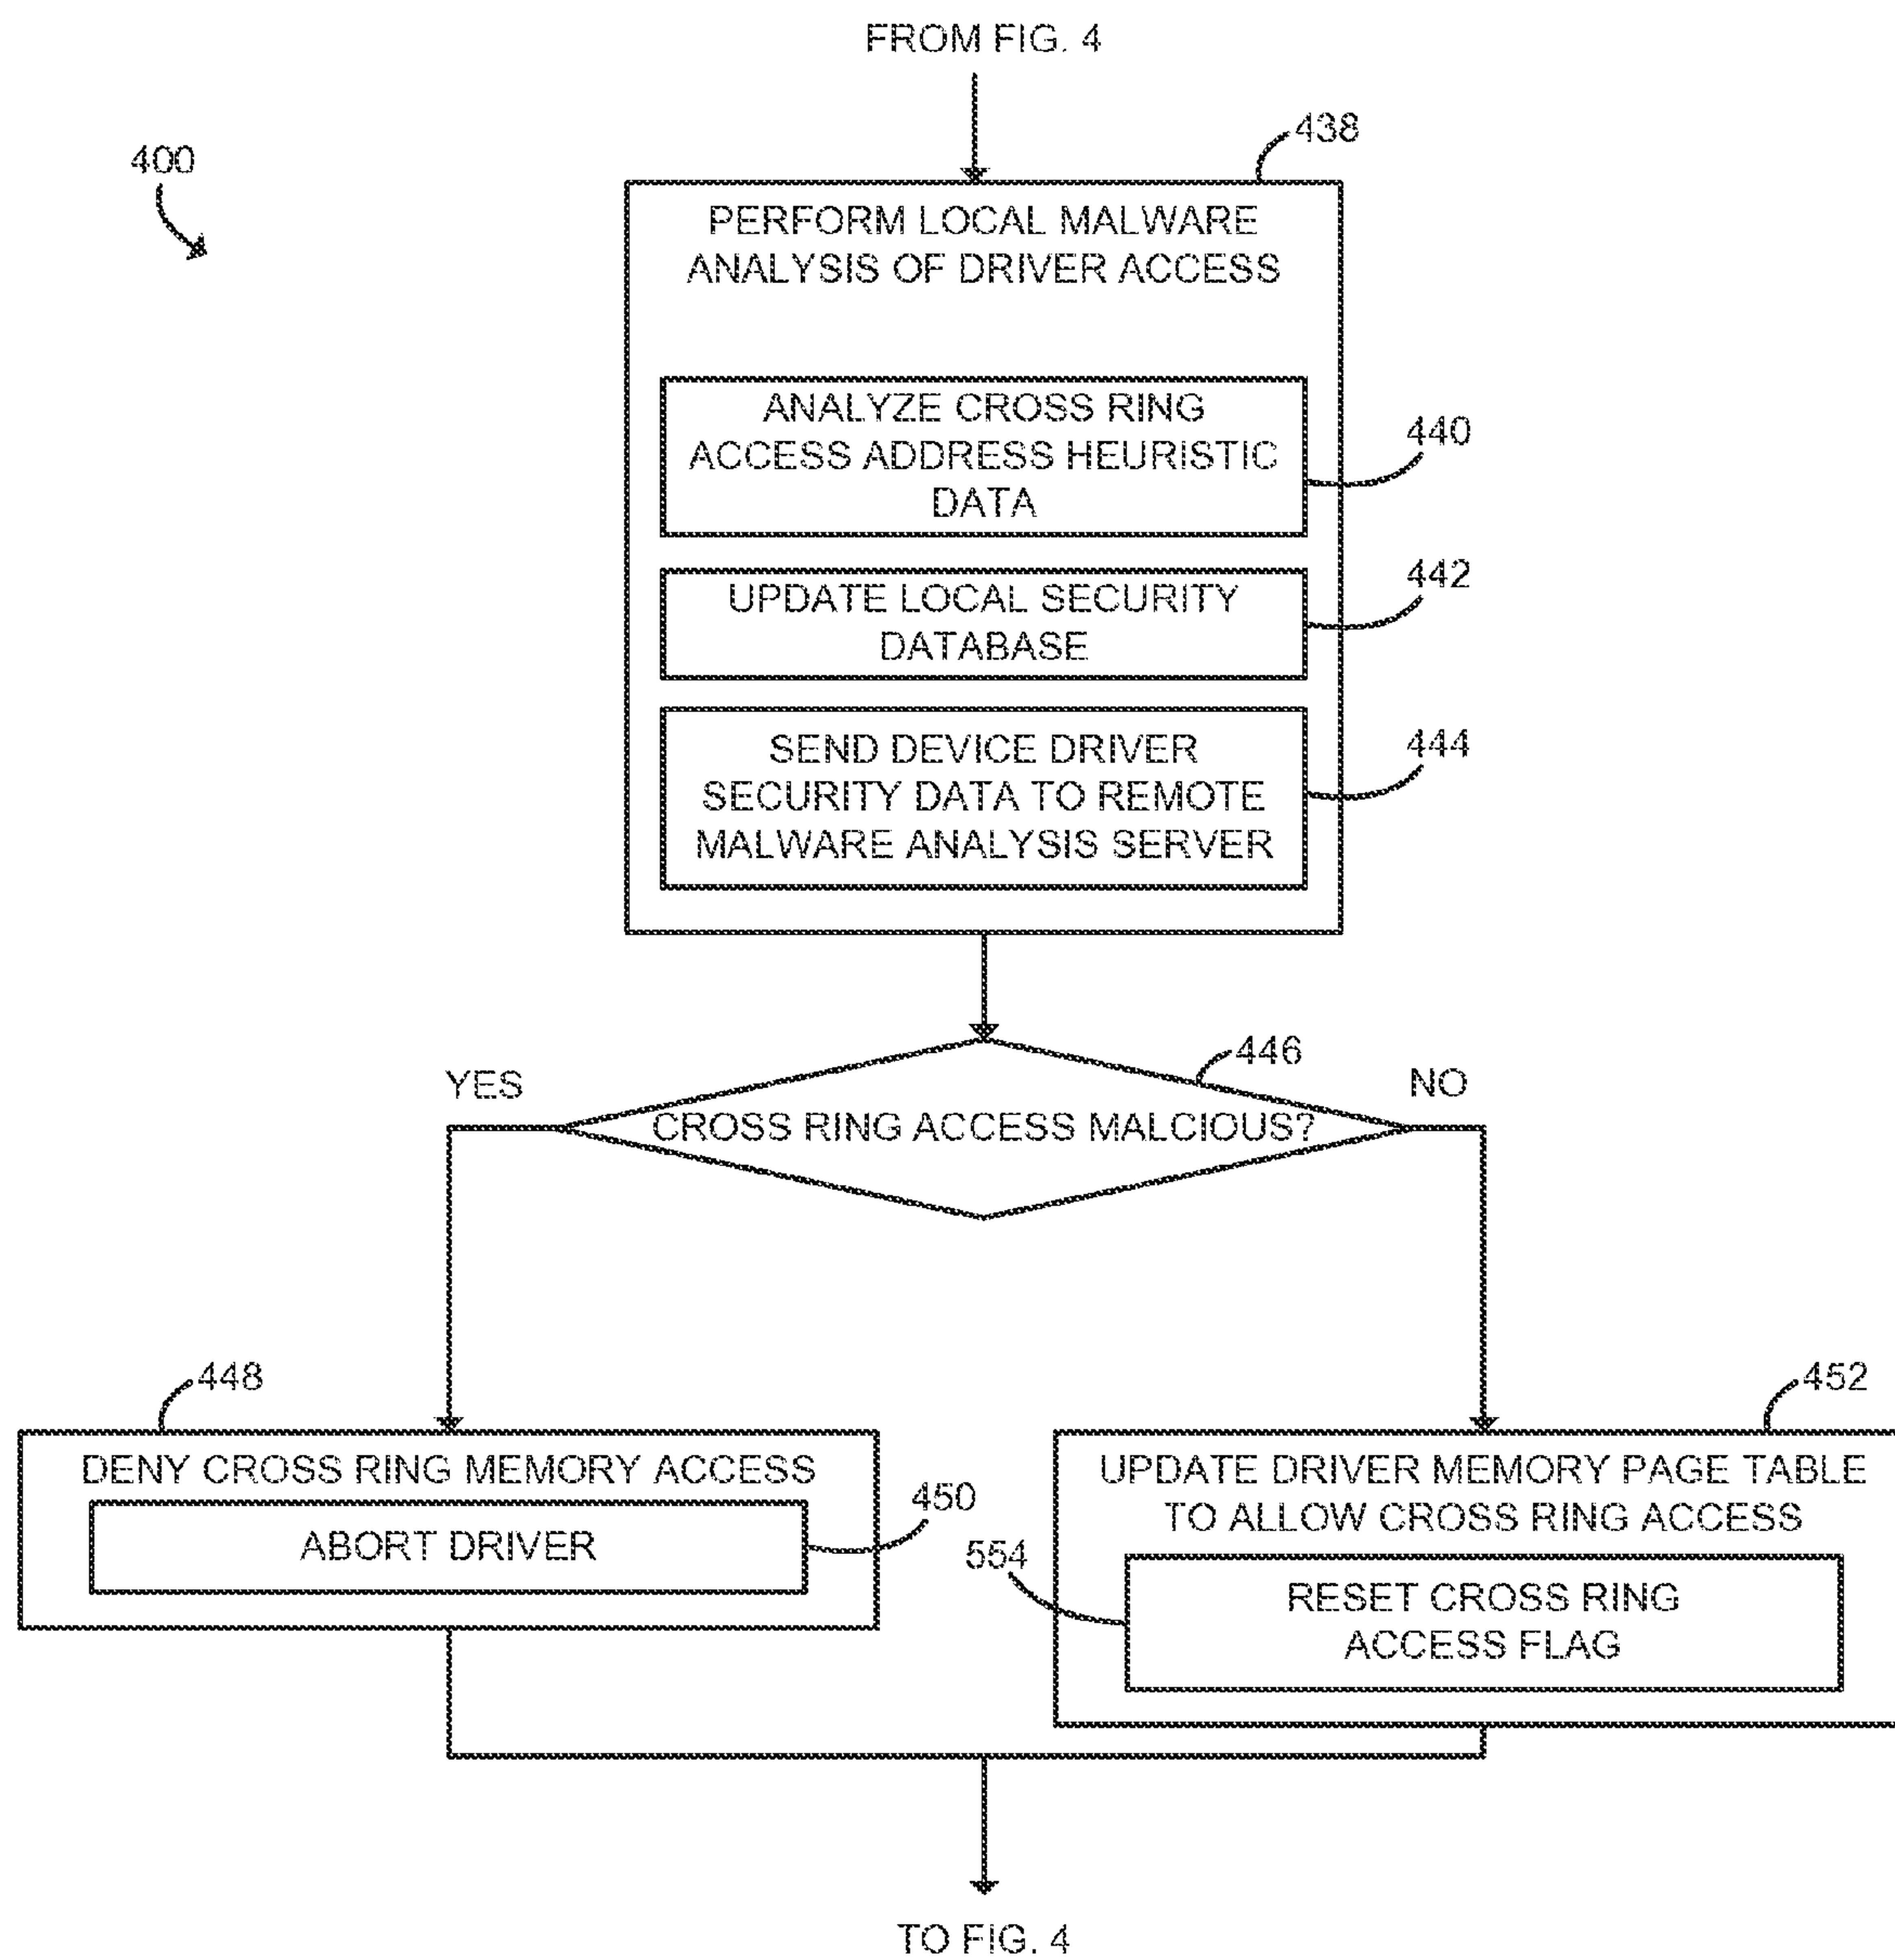 FROM FIG. 4
400
438
PERFORM LOCAL MALWARE
ANALYSIS OF DRIVER ACCESS
ANALYZE CROSS RING
ACCESS ADDRESS HEURISTIC
DATA
440
UPDATE LOCAL SECURITY
DATABASE
442
SEND DEVICE DRIVER
SECURITY DATA TO REMOTE
MALWARE ANALYSIS SERVER
444
446
YES
NO
CROSS RING ACCESS MALCIOUS?
448
DENY CROSS RING MEMORY ACCESS
ABORT DRIVER
450
452
UPDATE DRIVER MEMORY PAGE TABLE
TO ALLOW CROSS RING ACCESS
554
RESET CROSS RING
ACCESS FLAG
TO FIG. 4